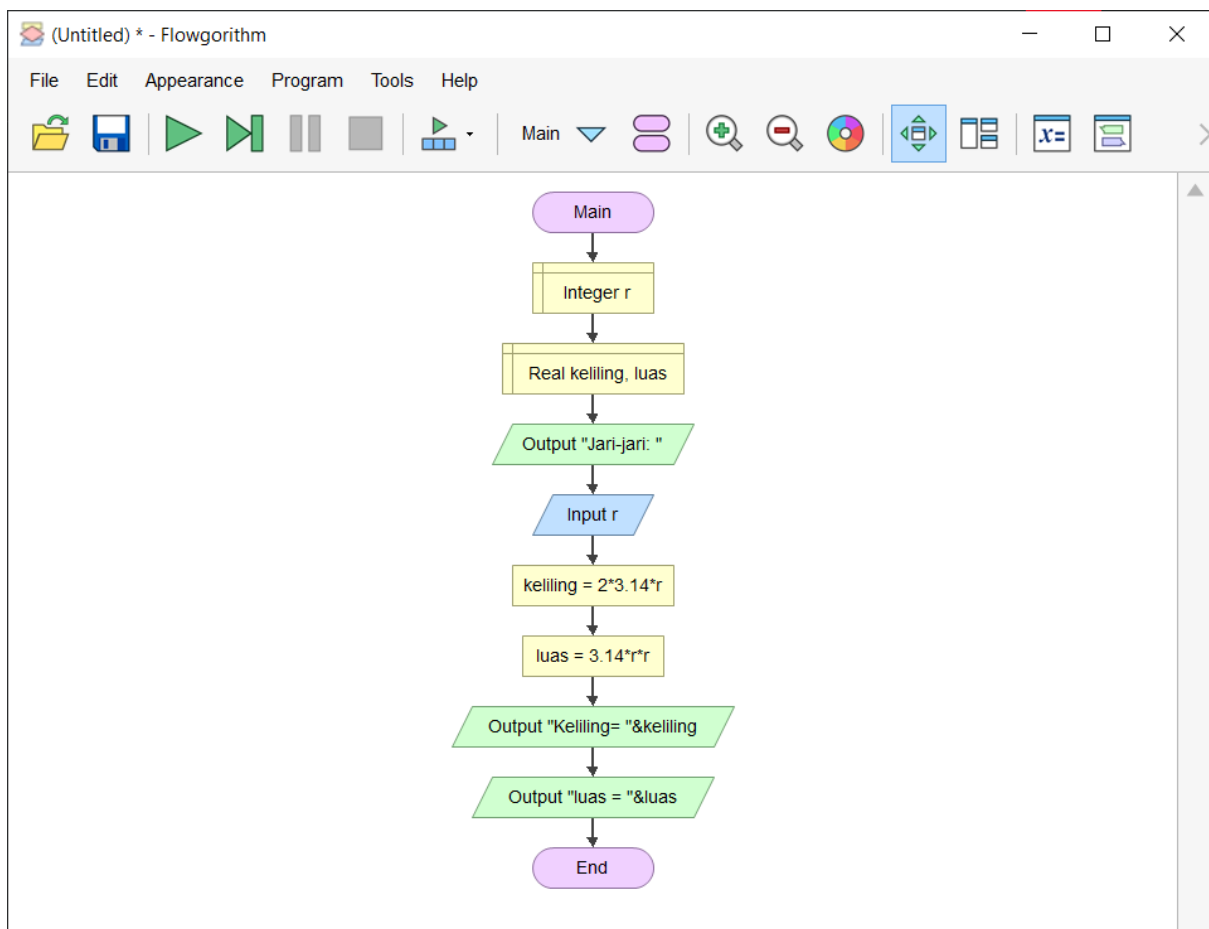 (Untitled) * - Flowgorithm
File Edit Appearance Program Tools Help
Main
x=
Main
Integer r
Real keliling, luas
Output "Jari-jari: "
Input r
keliling = 2*3.14*r
luas = 3.14*r*r
Output "Keliling= "&keliling
Output "luas = "&luas
End